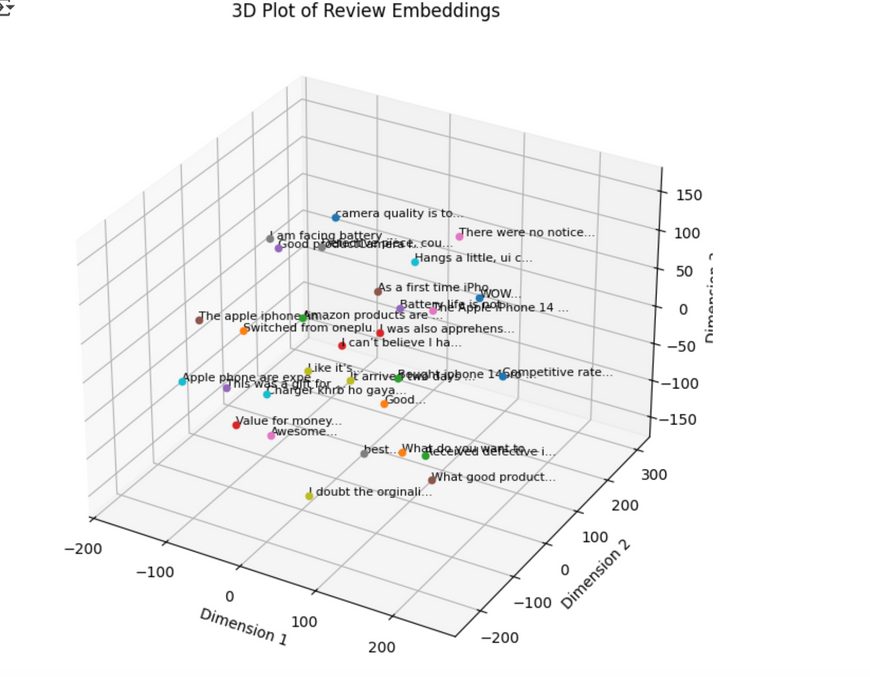 3D Plot of Review Embeddings
camera quality is to...
There were no notice...
I am facing battery
Good product
cou...
Hangs a little, ui c...
As a first time iPho
WOW...
Battery life is not
The Apple iPhone 14 ...
The apple iphone
Amazon products are ...
Switched from oneplu...
I was also apprehens...
I can't believe I ha...
Like it's...
It arrived two days ...
Bought iphone 14
Competitive rate...
Apple phone are expe
This was a gift for
Charger khrb ho gaya...
Good...
Value for money...
Awesome...
best...
What do you want to
Received defective i...
What good product...
I doubt the orginali...
150
100
50
0
−50
−100
−150
300
200
100
0
−100
−200
Dimension 2
−200
−100
0
100
200
Dimension 1